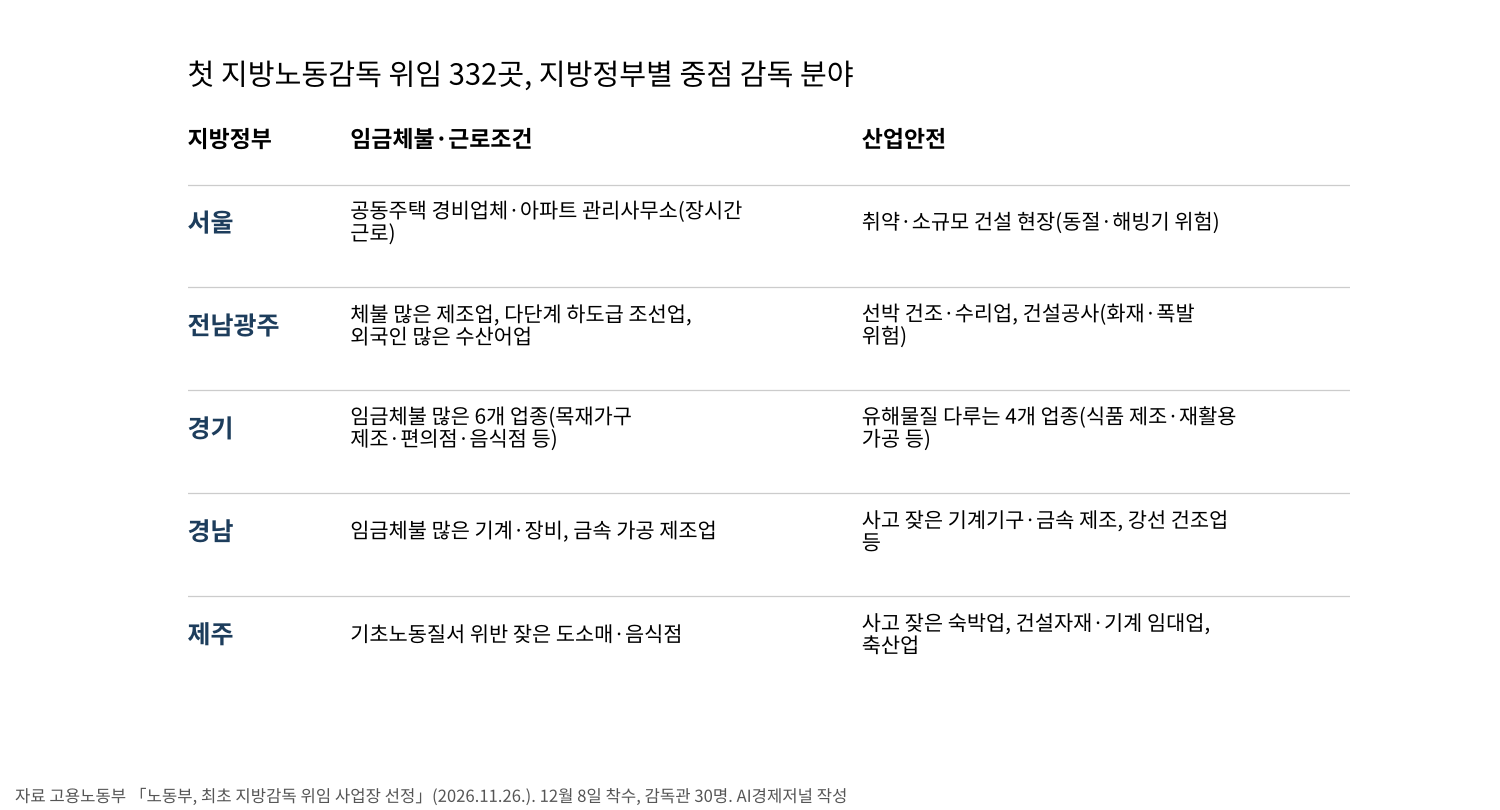 첫 지방노동감독 위임 332곳, 지방정부별 중점 감독 분야
지방정부 임금체불·근로조건 산업안전
서울
공동주택 경비업체·아파트 관리사무소(장시간
근로)
취약·소규모 건설 현장(동절·해빙기 위험)
전남광주
체불 많은 제조업, 다단계 하도급 조선업,
외국인 많은 수산어업
선박 건조·수리업, 건설공사(화재·폭발
위험)
경기
임금체불 많은 6개 업종(목재가구
제조·편의점·음식점 등)
유해물질 다루는 4개 업종(식품 제조·재활용
가공 등)
경남
임금체불 많은 기계·장비, 금속 가공 제조업
사고 잦은 기계기구·금속 제조, 강선 건조업
등
제주
기초노동질서 위반 잦은 도소매·음식점
사고 잦은 숙박업, 건설자재·기계 임대업,
축산업
자료 고용노동부 「노동부, 최초 지방감독 위임 사업장 선정」(2026.11.26.). 12월 8일 착수, 감독관 30명. AI경제저널 작성